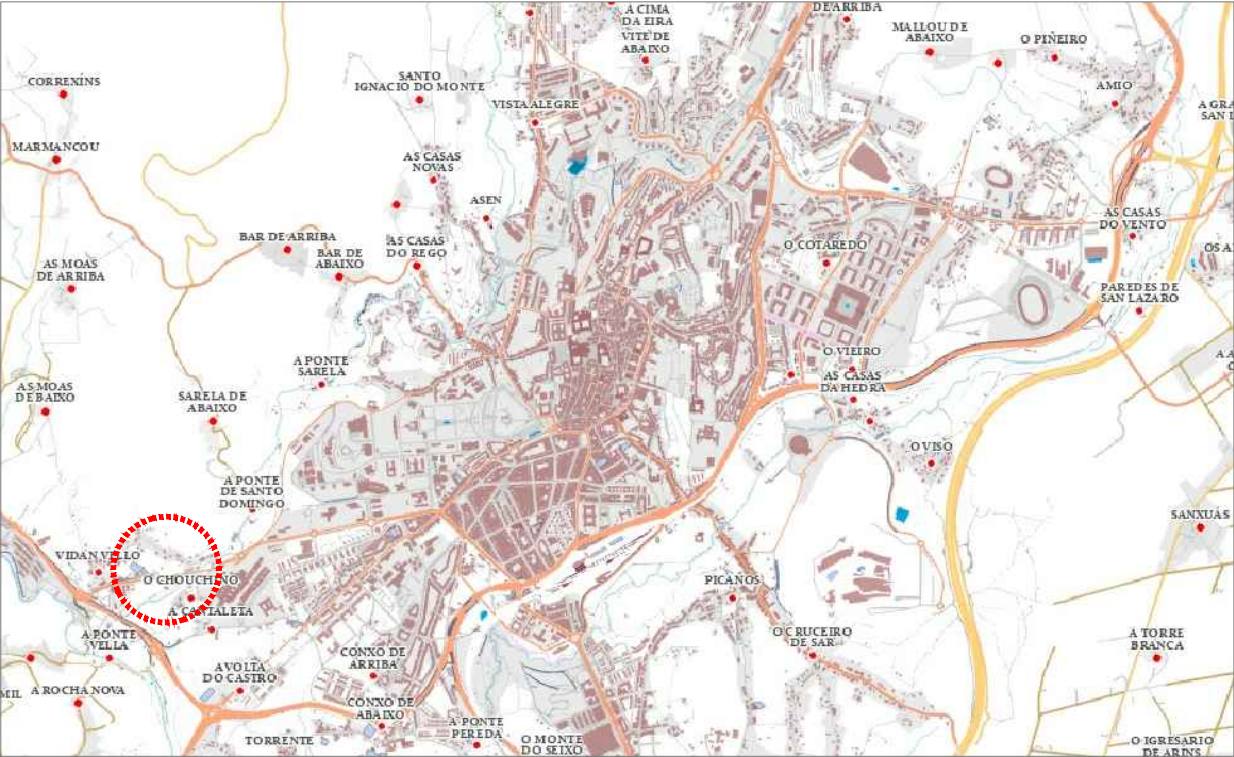 A CIMA
DA EIRA
DE ARRIBA
VITE DE
ABAIXO
MALLOU DE
ABAIXO
O PIÑEIRO
CORREXÍNS
SANTO
IGNACIO DO MONTE
VISTA ALEGRE
AMIO
A GRA
SAN L
MARMANCOU
AS CASAS
NOVAS
ASEN
AS CASAS
DO VENTO
BAR DE ARRIBA
BAR DE
ABAIXO
AS CASAS
DO REGO
O COTAREDO
OS A
AS MOAS
DE ARRIBA
PAREDES DE
SAN LAZARO
A PONTE
SARELA
O VIEIRO
AS CASAS
DA HEDRA
A A
AS MOAS
DE BAIXO
SARELA DE
ABAIXO
O VISO
A PONTE
DE SANTO
DOMINGO
SANXUÁS
VIDAN VELLO
O CHOUCHIÑO
PICAÑOS
A CANTALETA
A PONTE
VELLA
O CRUCEIRO
DE SAR
A TORRE
BRANCA
CONXO DE
ARRIBA
A VOLTA
DO CASTRO
MIL
A ROCHA NOVA
CONXO DE
ABAIXO
A PONTE
PEREDA
TORRENTE
O MONTE
DO SEIXO
O IGRESARIO
DE ARINS